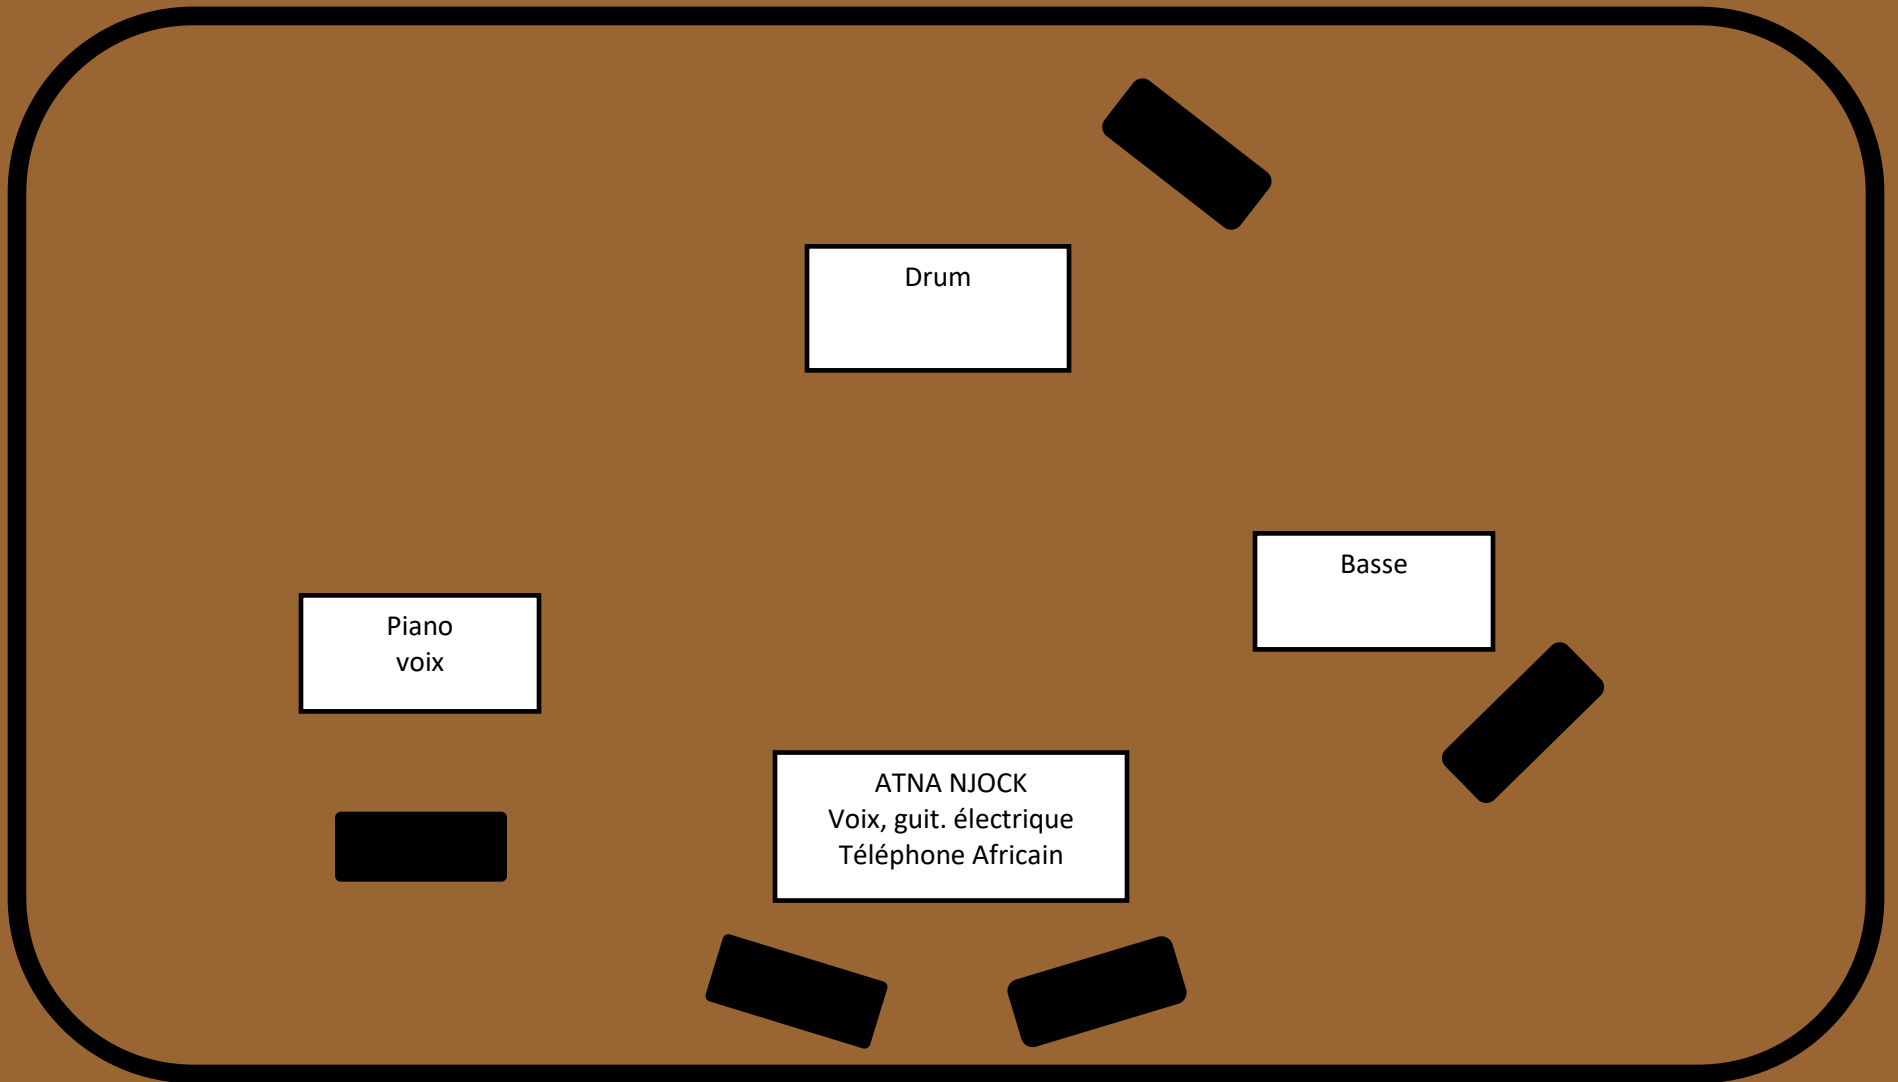 Drum
Basse
Piano
voix
ATNA NJOCK
Voix, guit. électrique
Téléphone Africain